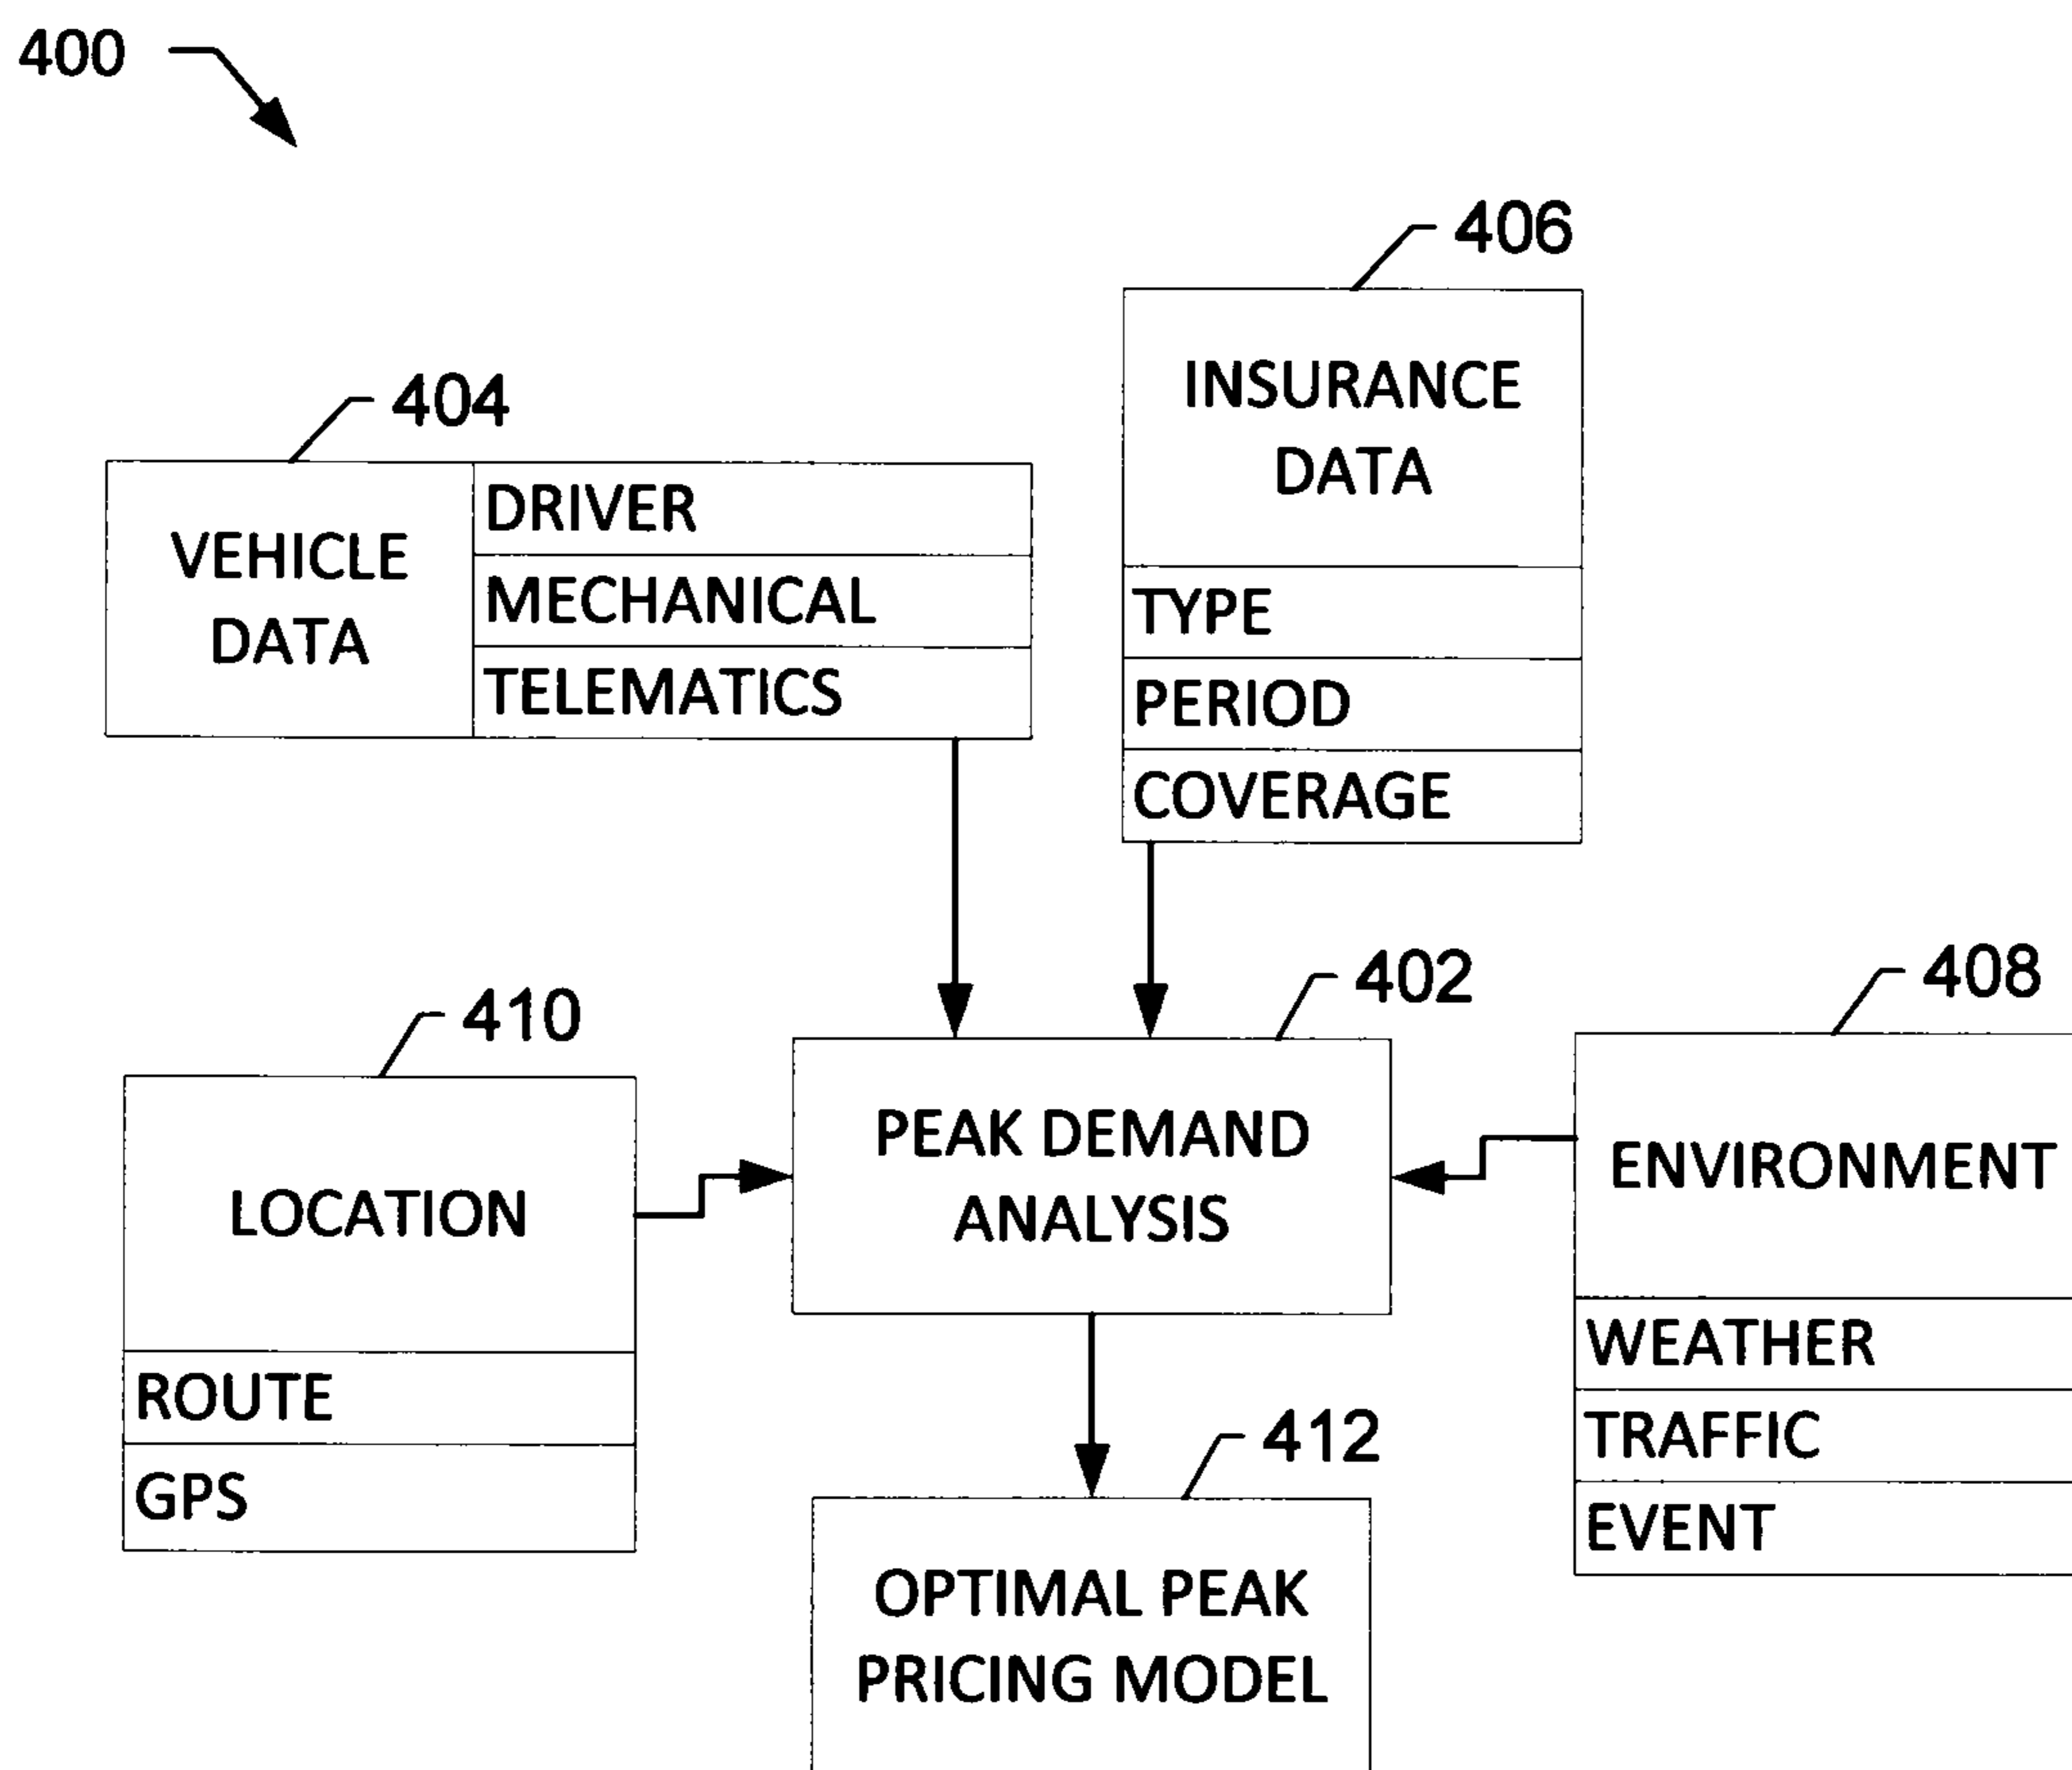 400
406
INSURANCE
DATA
TYPE
PERIOD
COVERAGE
404
VEHICLE
DATA
DRIVER
MECHANICAL
TELEMATICS
402
PEAK DEMAND
ANALYSIS
408
ENVIRONMENT
WEATHER
TRAFFIC
EVENT
410
LOCATION
ROUTE
GPS
412
OPTIMAL PEAK
PRICING MODEL